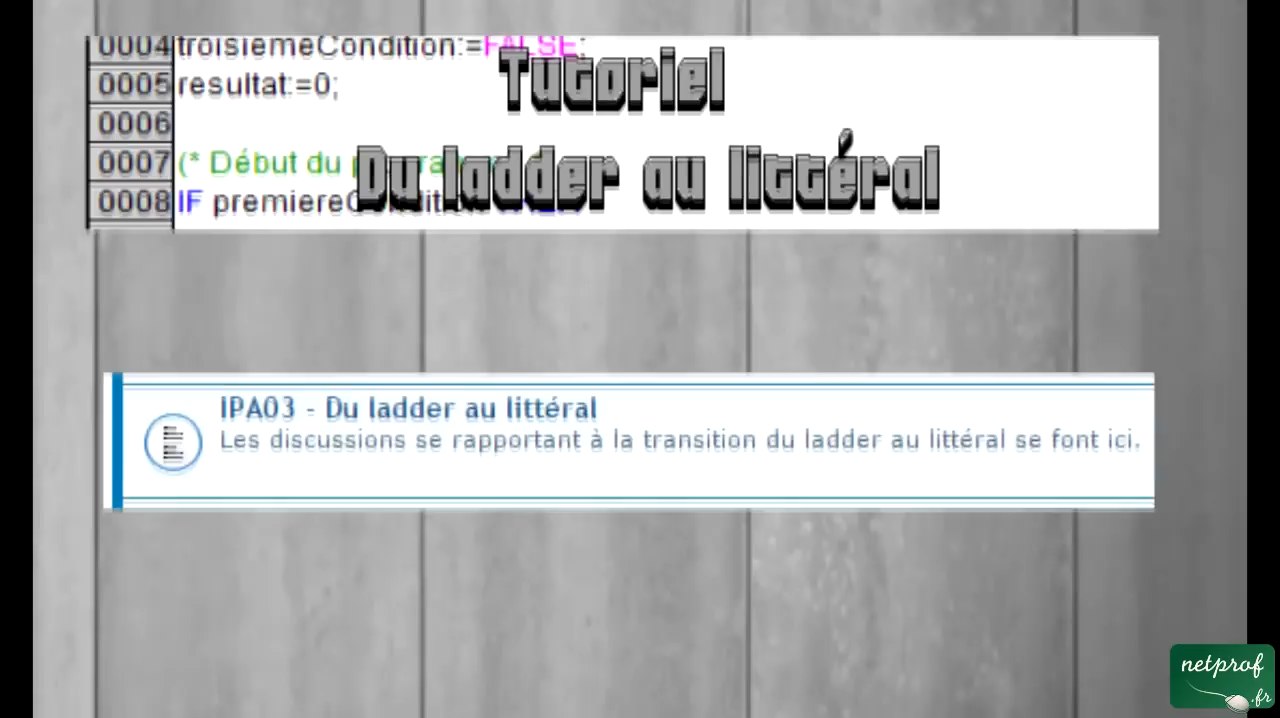 0004 troisiemeCondition:=FALSE;
Tutoriel
0005 resultat:=0;
0006
0007 (* Début du
Du ladder au littéral
0008 IF
IPA03 - Du ladder au littéral
Les discussions se rapportant à la transition du ladder au littéral se font ici.
netprof
.fr